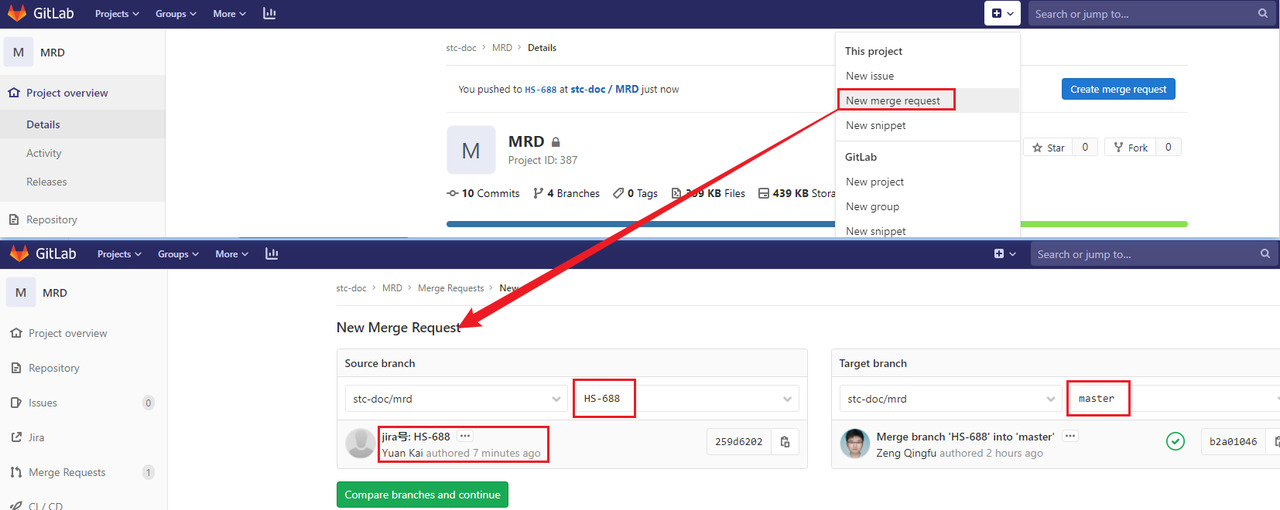 GitLab Projects Groups More Search or jump to...
M MRD
stc-doc > MRD > Details
This project
You pushed to HS-688 at stc-doc / MRD just now
New issue
Create merge request
Project overview
New merge request
Details
New snippet
M MRD
Project ID: 387
Star 0 Fork 0
Activity
GitLab
Releases
New project
10 Commits 4 Branches 0 Tags KB Files 439 KB Stora
New group
Repository
New snippet
GitLab Projects Groups More Search or jump to...
M MRD
stc-doc > MRD > Merge Requests > New
Project overview
New Merge Request
Repository
Source branch
Target branch
Issues 0
stc-doc/mrd HS-688
stc-doc/mrd master
Jira
jira号: HS-688 ...
Yuan Kai authored 7 minutes ago
259d6202
Merge branch 'HS-688' into 'master' ...
Zeng Qingfu authored 2 hours ago
b2a01046
Merge Requests 1
Compare branches and continue
CI / CD